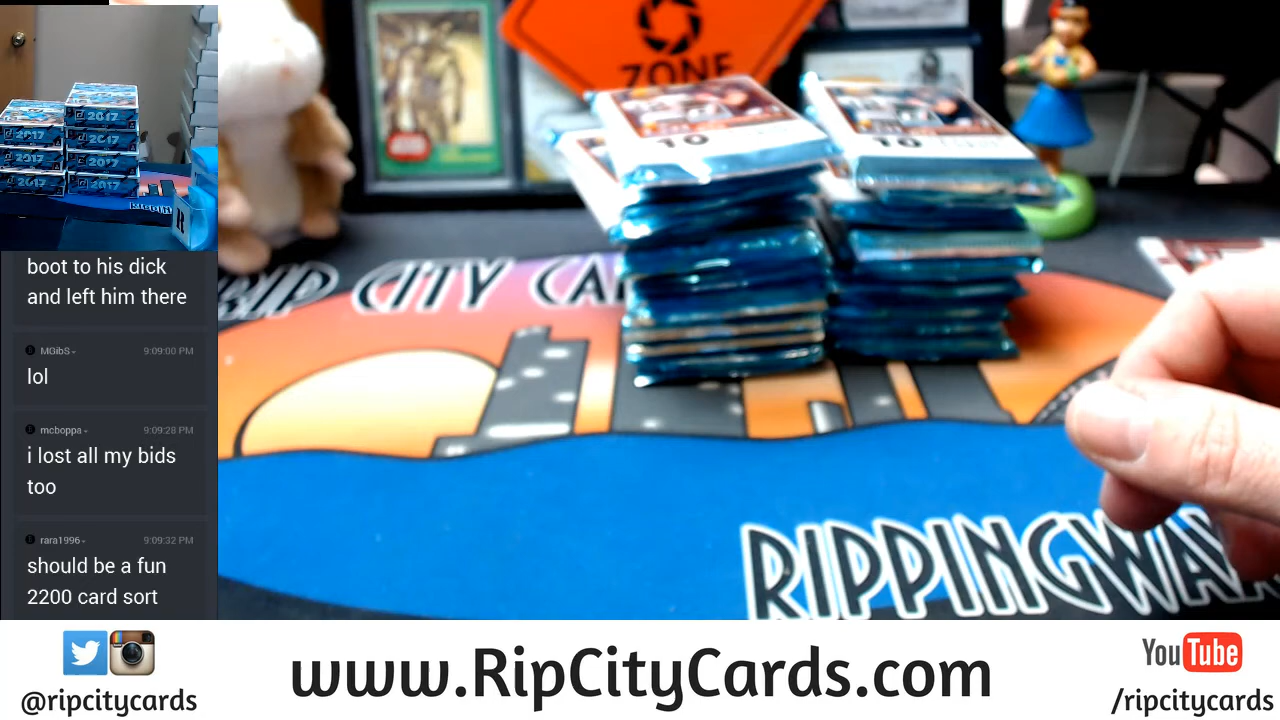 ZONE
10
10
2017
2017
2017
2017
2017
2017
RIPPIN
R
RIP CITY CA
RIPPINGWAX
boot to his dick
and left him there
MGibS 9:09:00 PM
lol
mcboppa 9:09:28 PM
i lost all my bids
too
rara1996 9:09:32 PM
should be a fun
2200 card sort
@ripcitycards
www.RipCityCards.com
YouTube
/ripcitycards